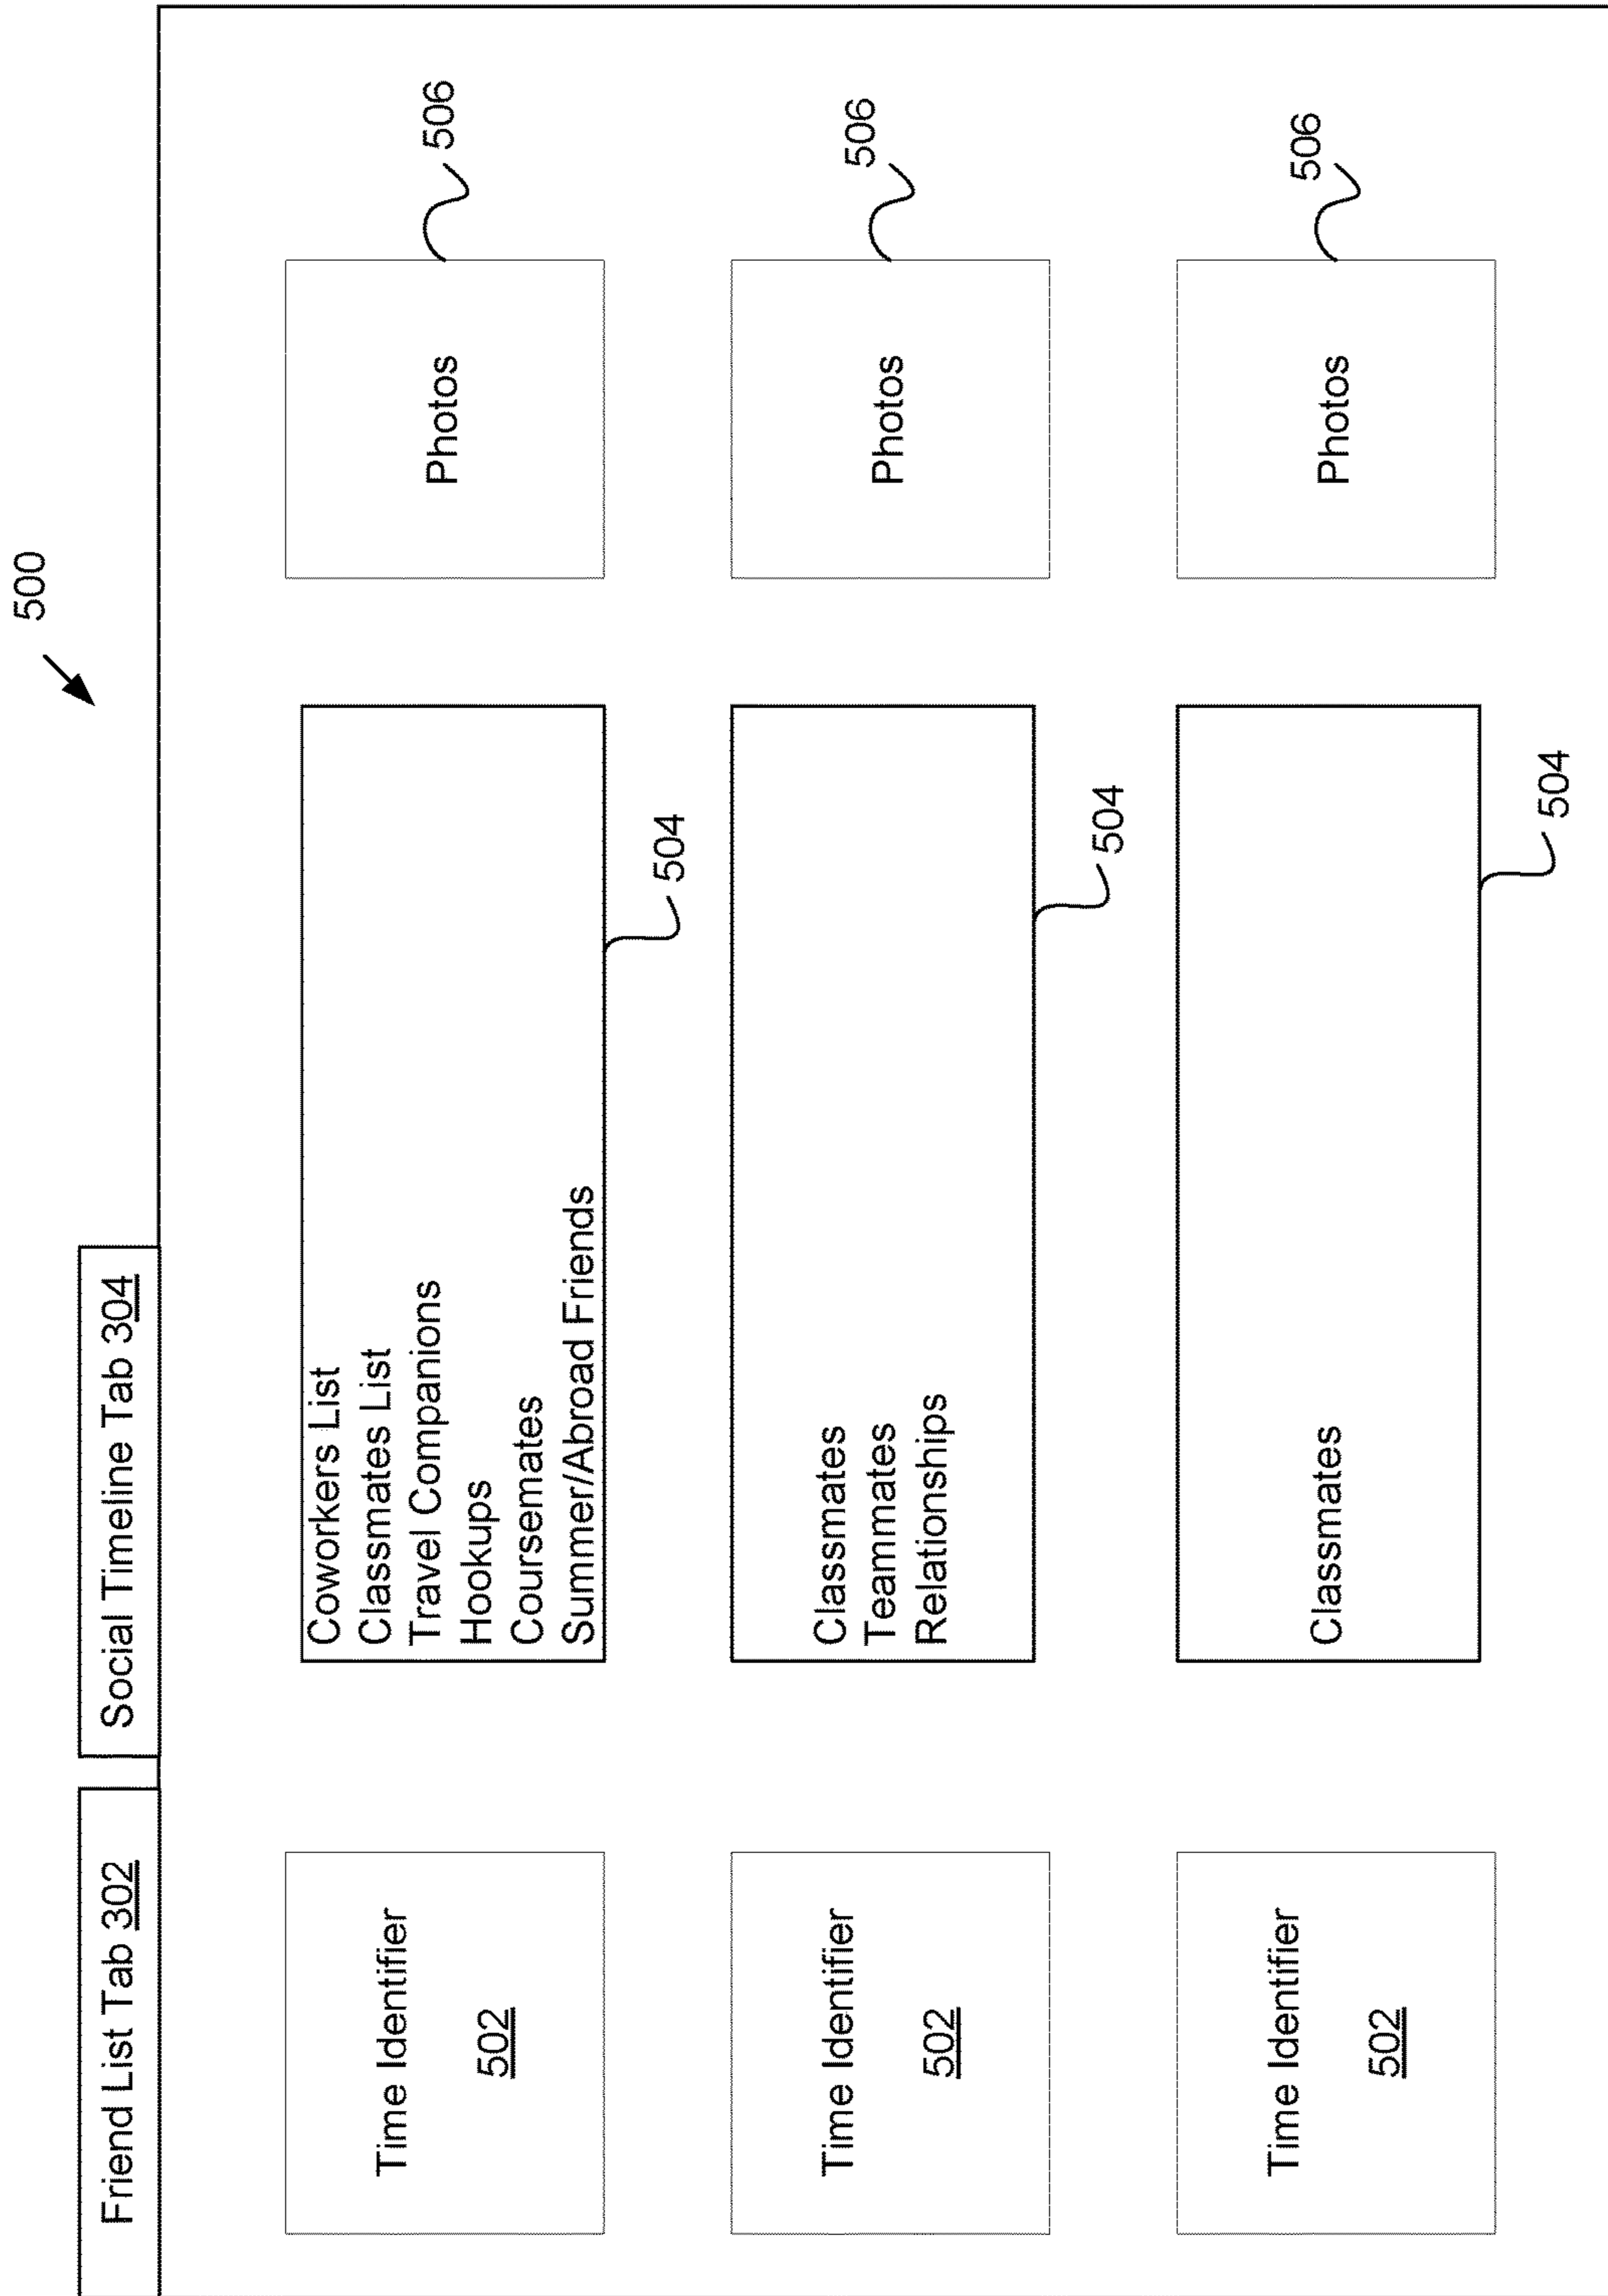 500
Friend List Tab 302
Social Timeline Tab 304
Time Identifier
502
Coworkers List
Classmates List
Travel Companions
Hookups
Coursemates
Summer/Abroad Friends
504
Photos
506
Time Identifier
502
Classmates
Teammates
Relationships
504
Photos
506
Time Identifier
502
Classmates
504
Photos
506